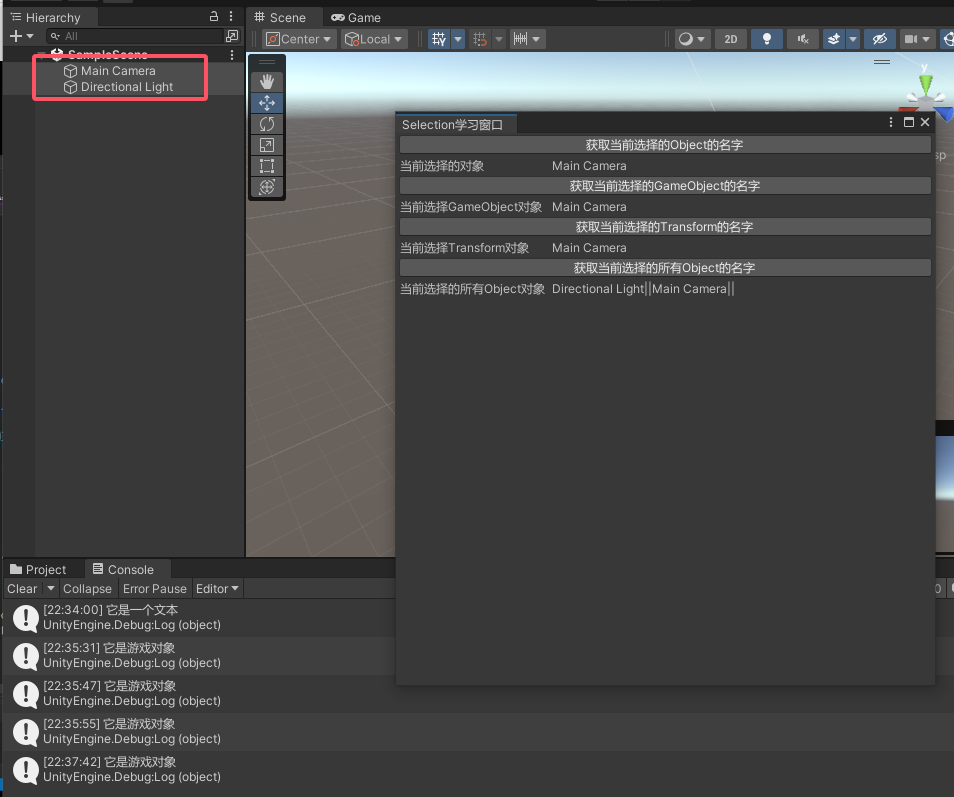 Hierarchy
Scene
Game
All
Center
Local
2D
SampleScene
Main Camera
Directional Light
Selection学习窗口
获取当前选择的Object的名字
当前选择的对象 Main Camera
获取当前选择的GameObject的名字
当前选择GameObject对象 Main Camera
获取当前选择的Transform的名字
当前选择Transform对象 Main Camera
获取当前选择的所有Object的名字
当前选择的所有Object对象 Directional Light||Main Camera||
y
sp
Project
Console
Clear
Collapse
Error Pause
Editor
0
[22:34:00] 它是一个文本
UnityEngine.Debug:Log (object)
[22:35:31] 它是游戏对象
UnityEngine.Debug:Log (object)
[22:35:47] 它是游戏对象
UnityEngine.Debug:Log (object)
[22:35:55] 它是游戏对象
UnityEngine.Debug:Log (object)
[22:37:42] 它是游戏对象
UnityEngine.Debug:Log (object)